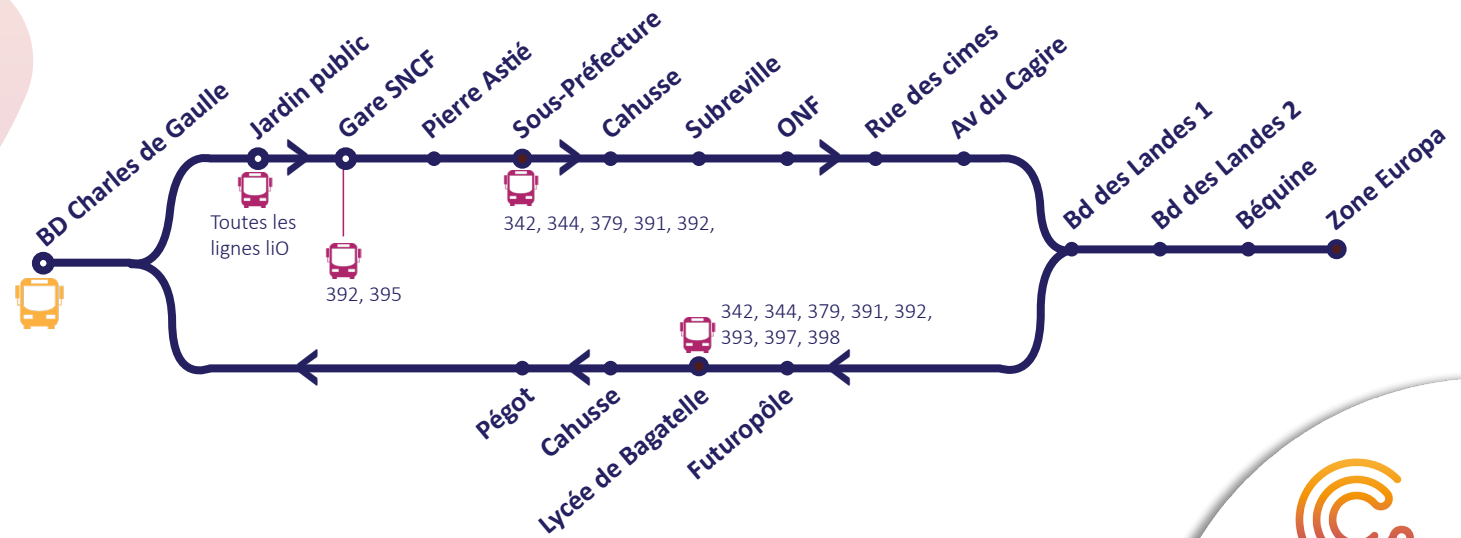 BD Charles de Gaulle
Jardin public
Gare SNCF
Pierre Astié
Sous-Préfecture
Cahusse
Subreville
ONF
Rue des cimes
Av du Cagire
Bd des Landes 1
Bd des Landes 2
Béquine
Zone Europa
Toutes les
lignes liO
392, 395
342, 344, 379, 391, 392,
342, 344, 379, 391, 392,
393, 397, 398
Pégot
Cahusse
Lycée de Bagatelle
Futuropôle